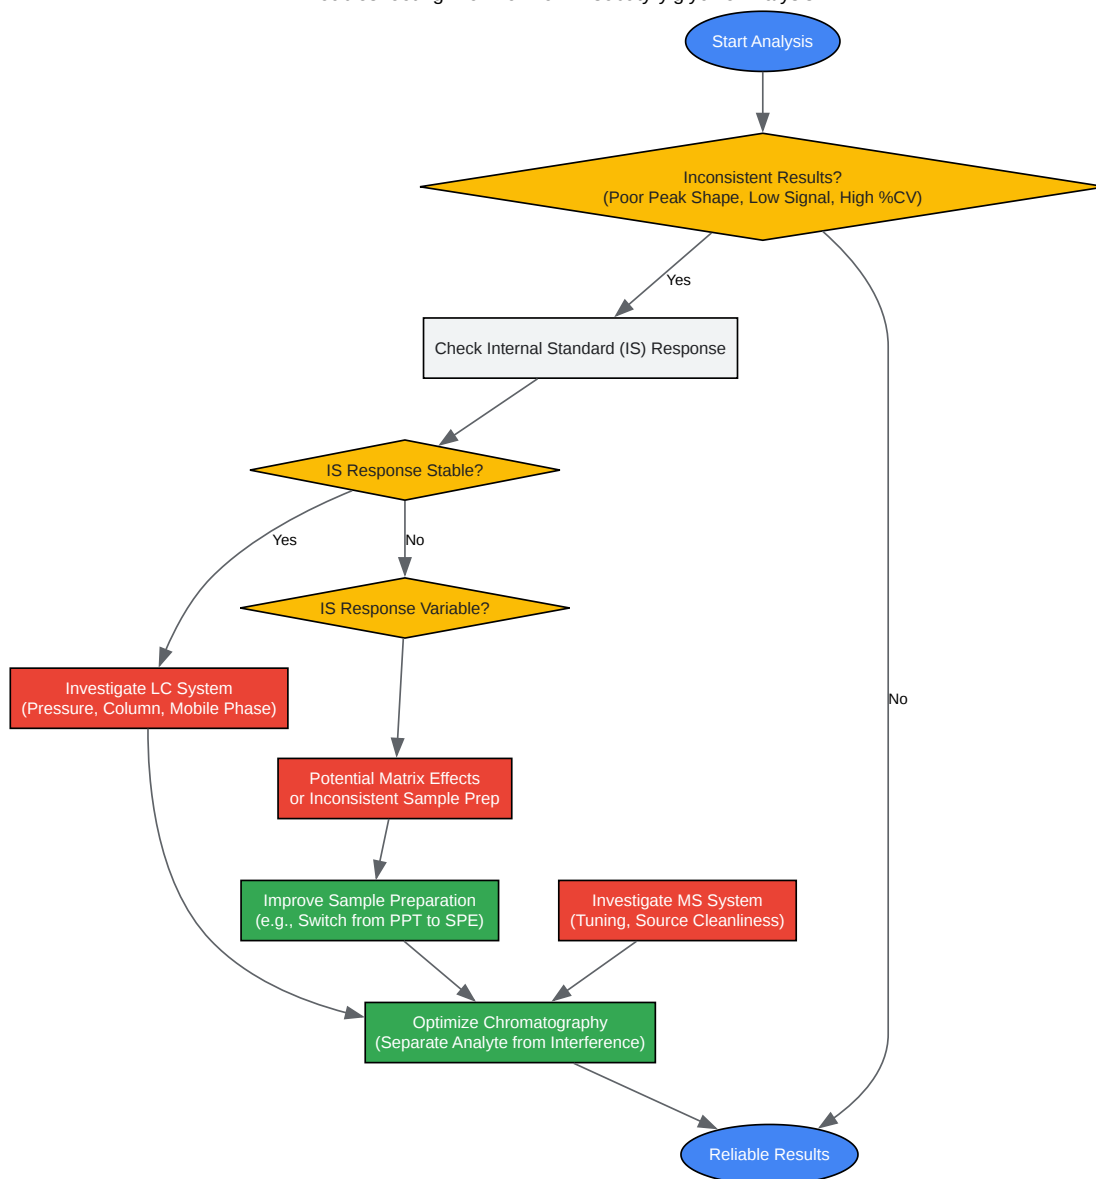 Start Analysis
Inconsistent Results?
(Poor Peak Shape, Low Signal, High %CV)
Yes
Check Internal Standard (IS) Response
IS Response Stable?
Yes
No
IS Response Variable?
Investigate LC System
(Pressure, Column, Mobile Phase)
No
Potential Matrix Effects
or Inconsistent Sample Prep
Improve Sample Preparation
(e.g., Switch from PPT to SPE)
Investigate MS System
(Tuning, Source Cleanliness)
Optimize Chromatography
(Separate Analyte from Interference)
Reliable Results